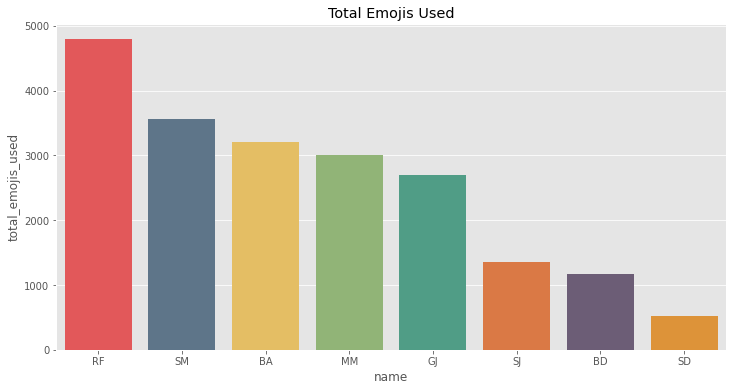 Total Emojis Used
5000
4000
3000
2000
1000
0
total_emojis_used
RF SM BA MM GJ SJ BD SD
name